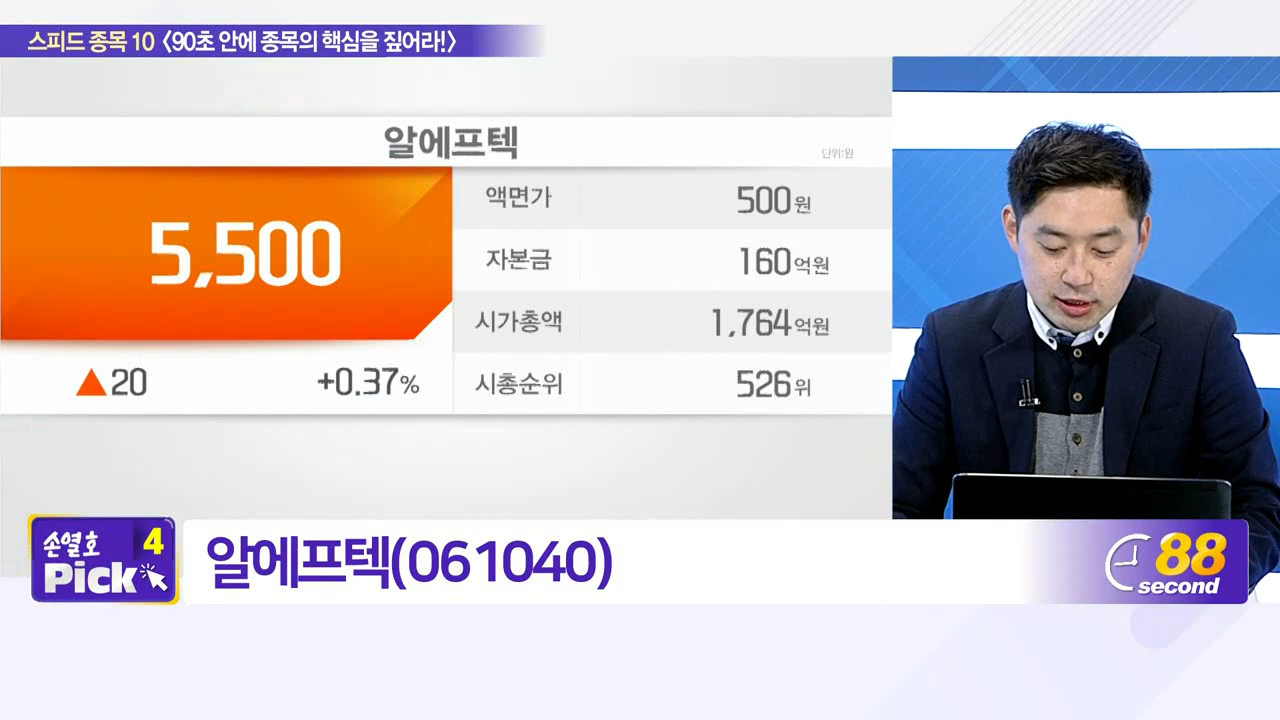 스피드 종목 10 〈90초 안에 종목의 핵심을 짚어라!〉
알에프텍
단위:원
5,500
▲20 +0.37%
액면가 500원
자본금 160억원
시가총액 1,764억원
시총순위 526위
손열호 4
Pick
알에프텍(061040)
88
second